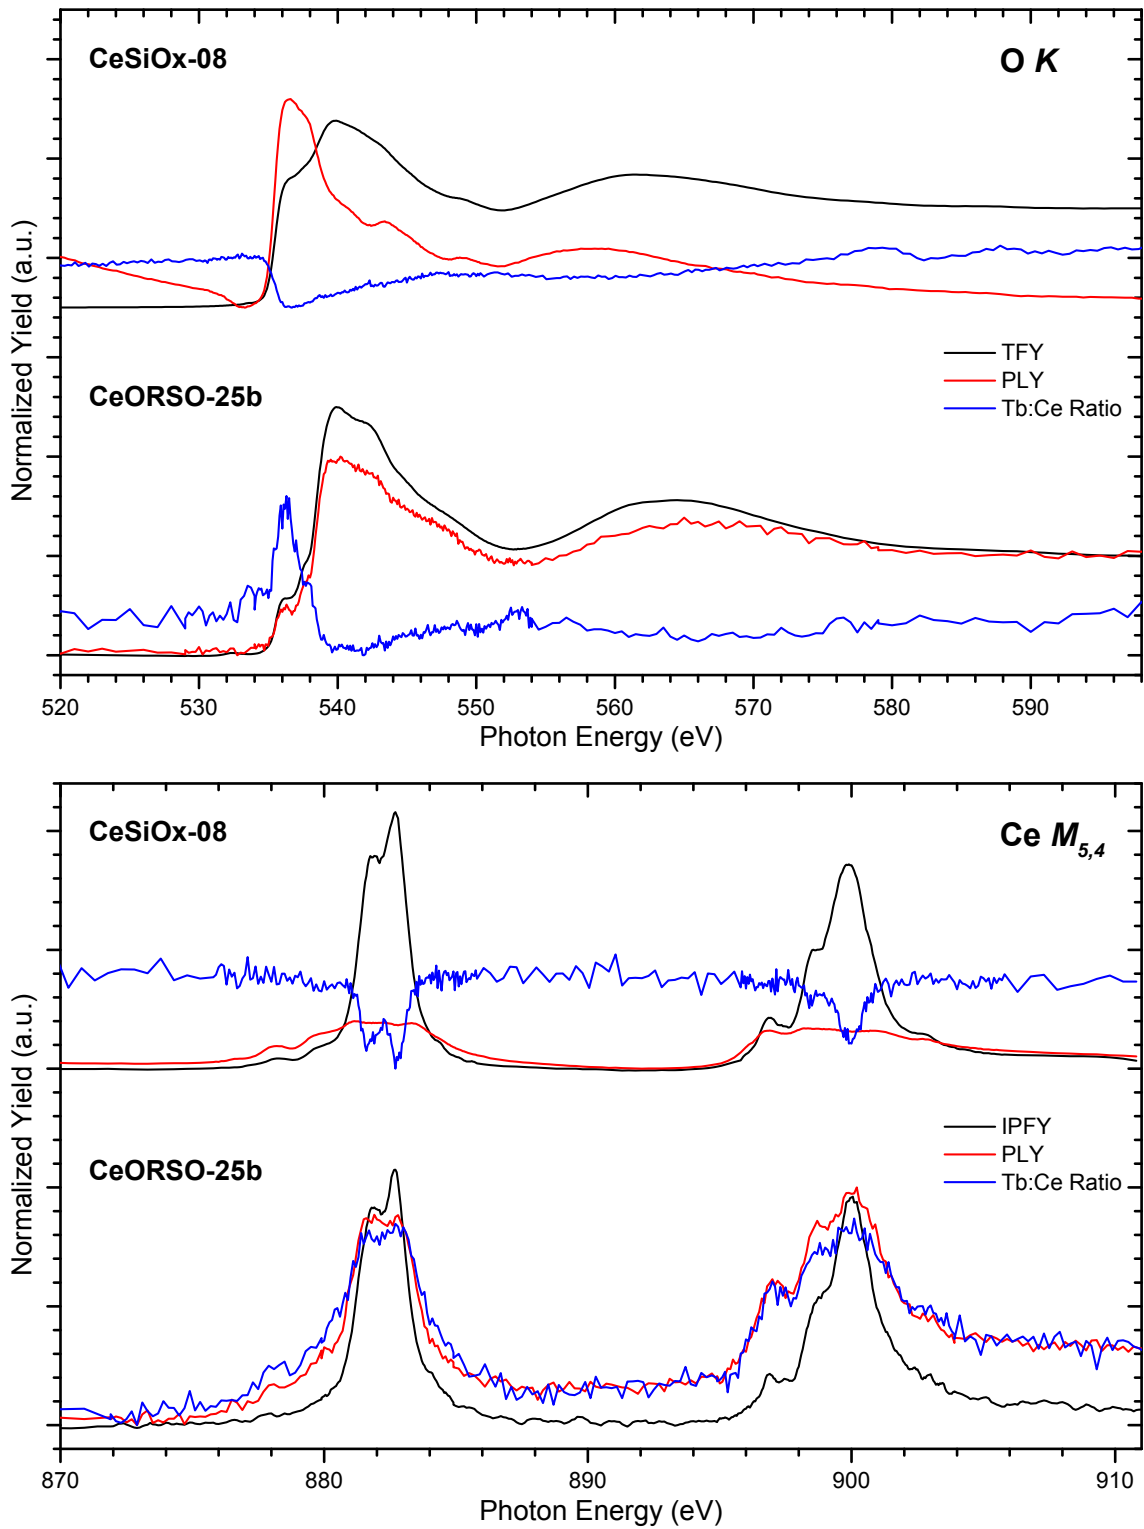 CeSiOx-08
O K
Normalized Yield (a.u.)
TFY
PLY
Tb:Ce Ratio
CeORSO-25b
520 530 540 550 560 570 580 590
Photon Energy (eV)
CeSiOx-08
Ce M5,4
Normalized Yield (a.u.)
IPFY
PLY
Tb:Ce Ratio
CeORSO-25b
870 880 890 900 910
Photon Energy (eV)